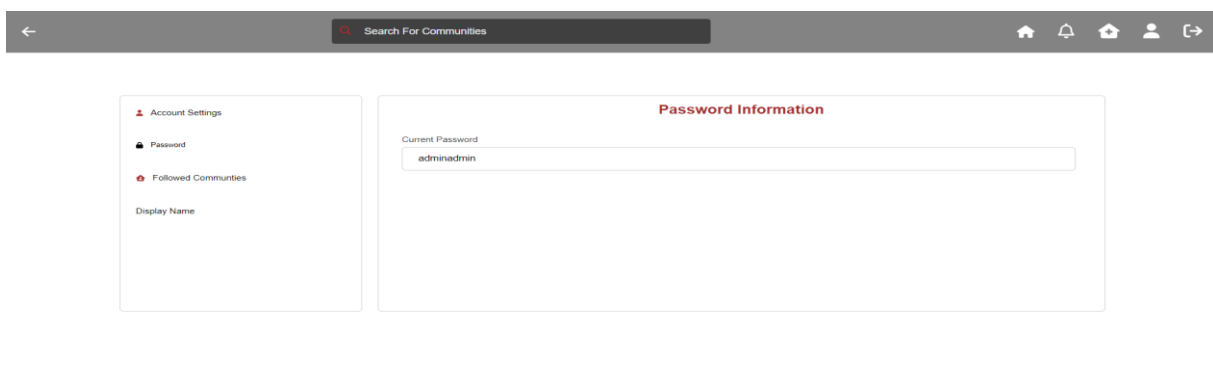 Search For Communities
Account Settings
Password
Followed Communties
Display Name
Password Information
Current Password
adminadmin